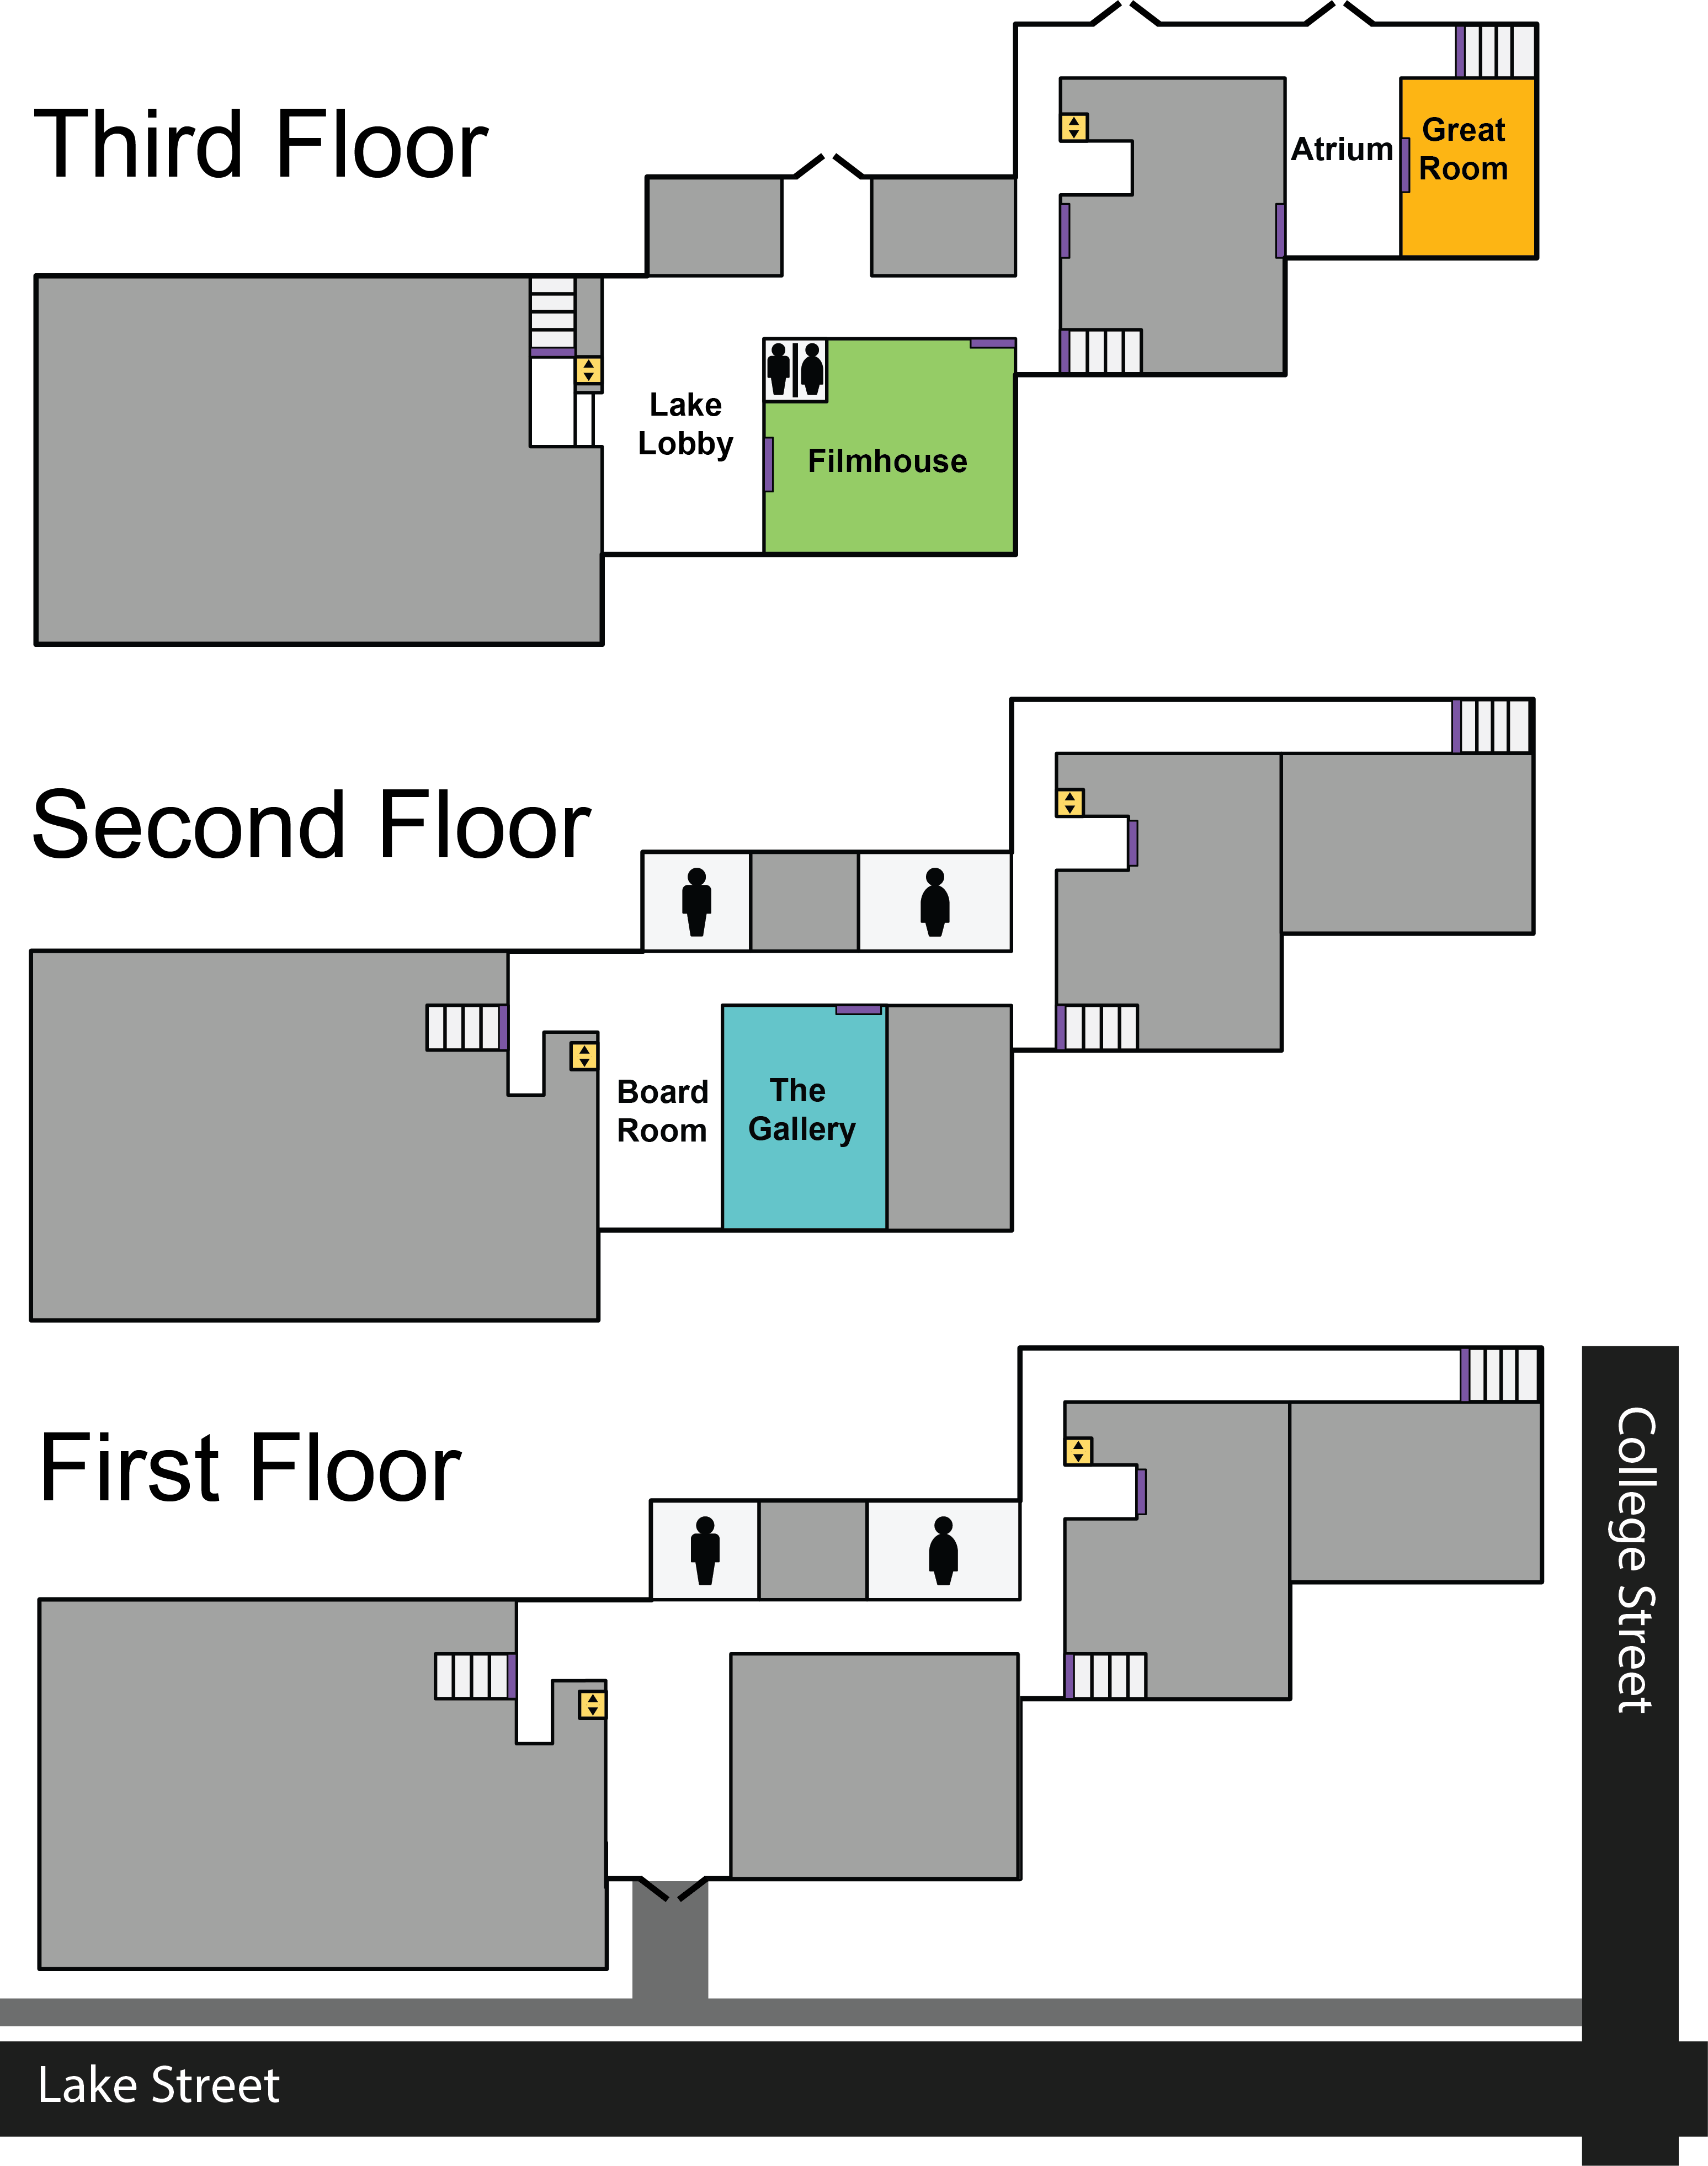 Third Floor
Atrium
Great
Room
Lake
Lobby
Filmhouse
Second Floor
Board
Room
The
Gallery
First Floor
College Street
Lake Street